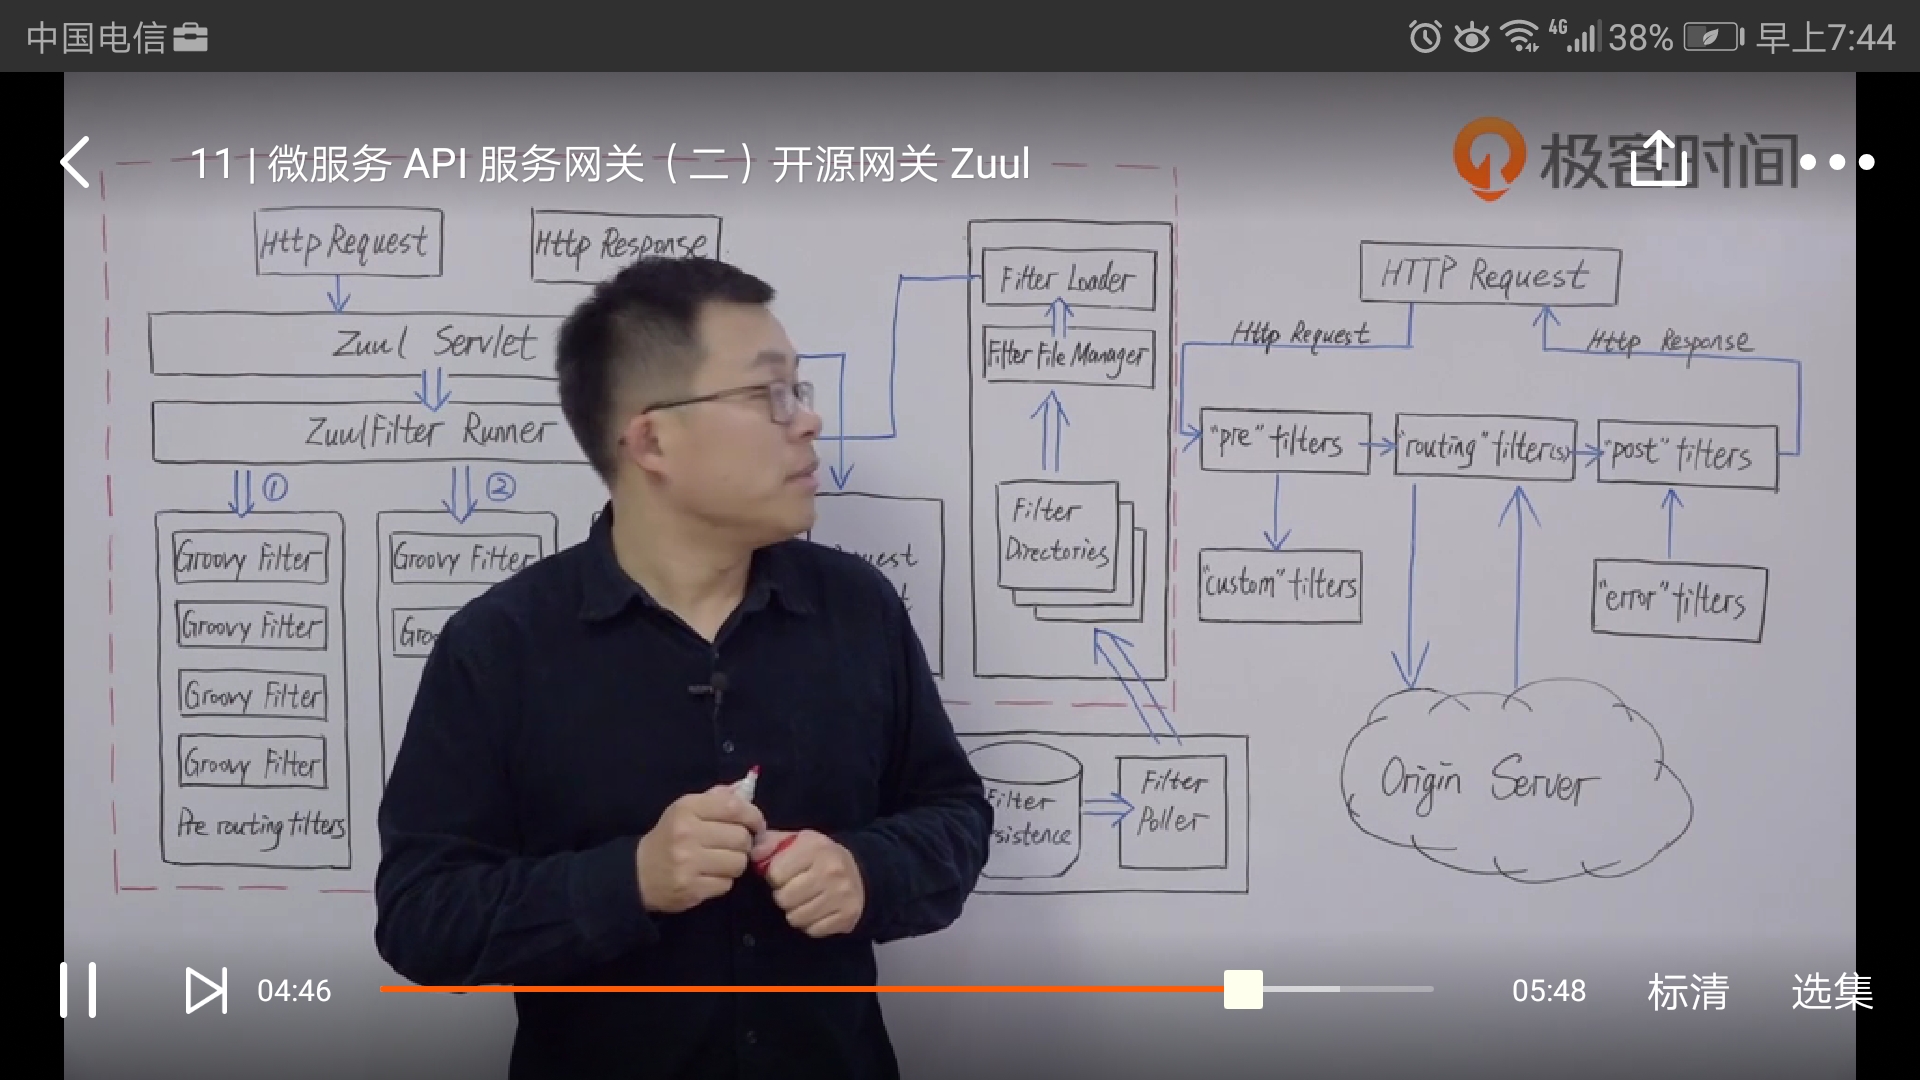 中国电信
4G 38% 早上7:44
11 | 微服务 API 服务网关（二）开源网关 Zuul
极客时间
Http Request
Http Response
Zuul Servlet
ZuulFilter Runner
①
②
Groovy Filter
Groovy Filter
Groovy Filter
Groovy Filter
Pre routing filters
Groovy Filter
Filter Loader
Filter File Manager
Filter
Directories
Filter
Filter
Poller
HTTP Request
Http Request
Http Response
"pre" filters
"routing" filter(s)
"post" filters
"custom" filters
"error" filters
Origin Server
04:46
05:48
标清
选集